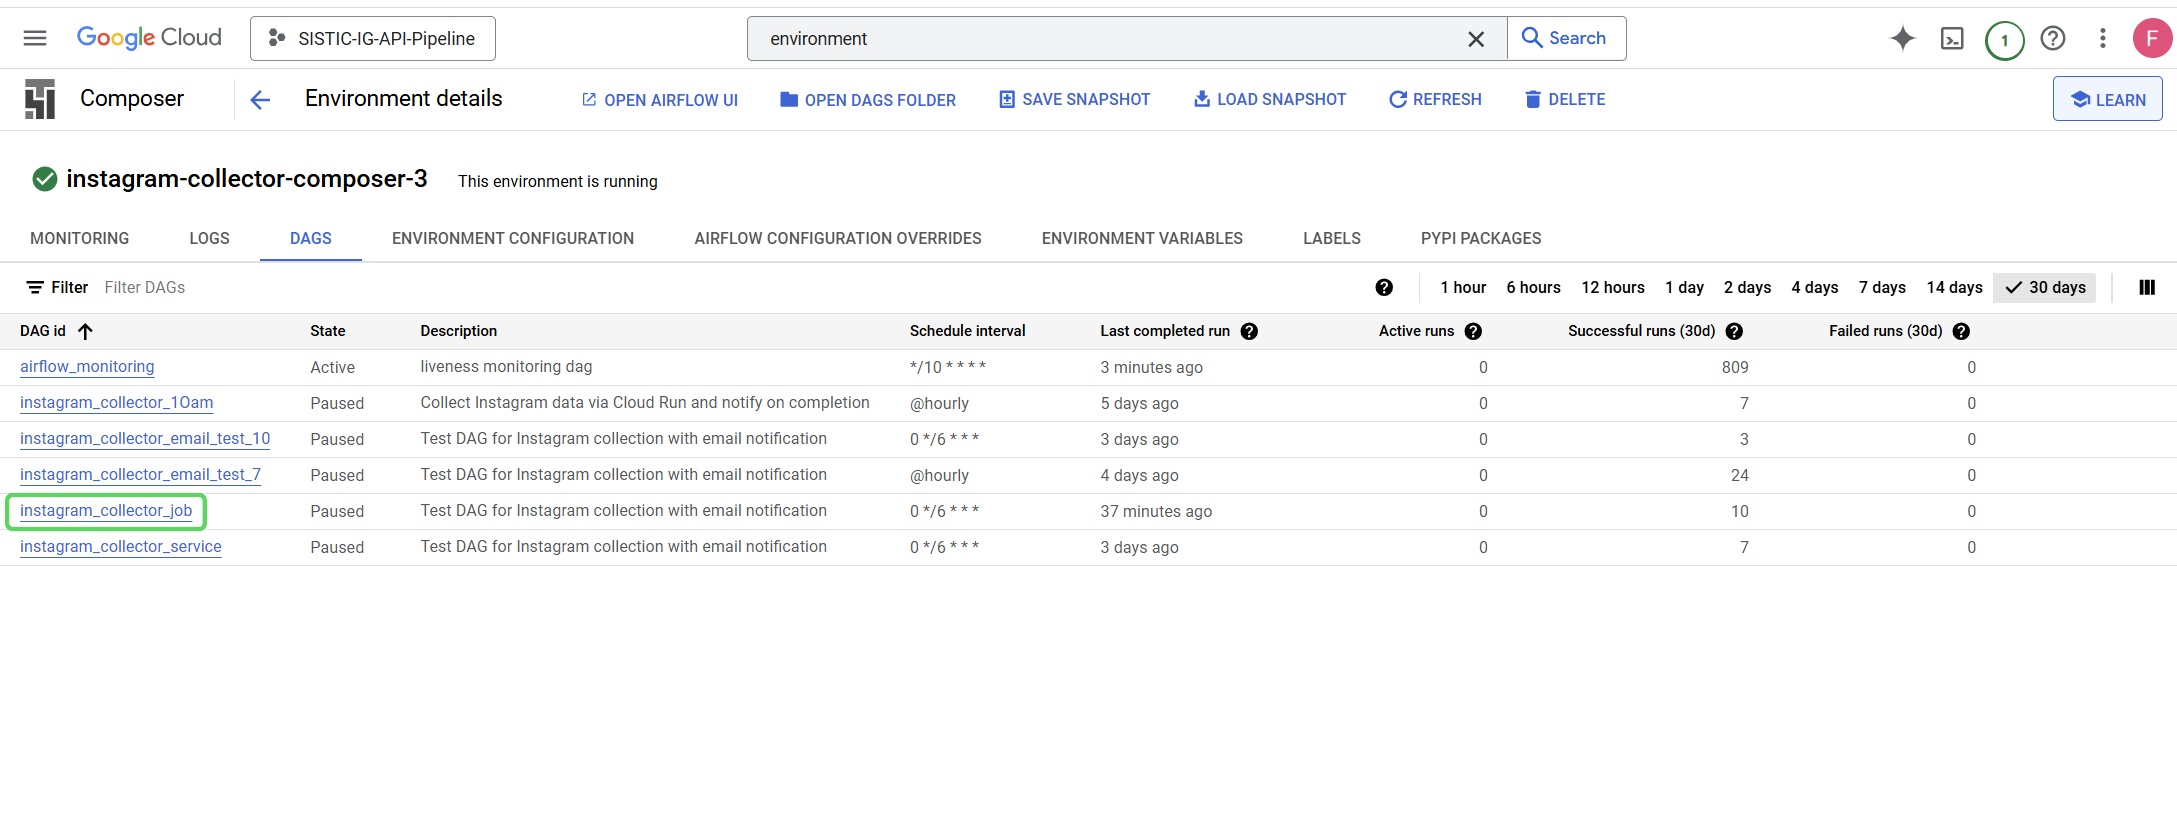 Google Cloud SISTIC-IG-API-Pipeline environment Search 1 F
Composer Environment details OPEN AIRFLOW UI OPEN DAGS FOLDER SAVE SNAPSHOT LOAD SNAPSHOT REFRESH DELETE LEARN
instagram-collector-composer-3 This environment is running
MONITORING LOGS DAGS ENVIRONMENT CONFIGURATION AIRFLOW CONFIGURATION OVERRIDES ENVIRONMENT VARIABLES LABELS PYPI PACKAGES
Filter Filter DAGs ? 1 hour 6 hours 12 hours 1 day 2 days 4 days 7 days 14 days 30 days
DAG id State Description Schedule interval Last completed run ? Active runs ? Successful runs (30d) ? Failed runs (30d) ?
airflow_monitoring Active liveness monitoring dag */10 * * * * 3 minutes ago 0 809 0
instagram_collector_1Oam Paused Collect Instagram data via Cloud Run and notify on completion @hourly 5 days ago 0 7 0
instagram_collector_email_test_10 Paused Test DAG for Instagram collection with email notification 0 */6 * * * 3 days ago 0 3 0
instagram_collector_email_test_7 Paused Test DAG for Instagram collection with email notification @hourly 4 days ago 0 24 0
instagram_collector_job Paused Test DAG for Instagram collection with email notification 0 */6 * * * 37 minutes ago 0 10 0
instagram_collector_service Paused Test DAG for Instagram collection with email notification 0 */6 * * * 3 days ago 0 7 0